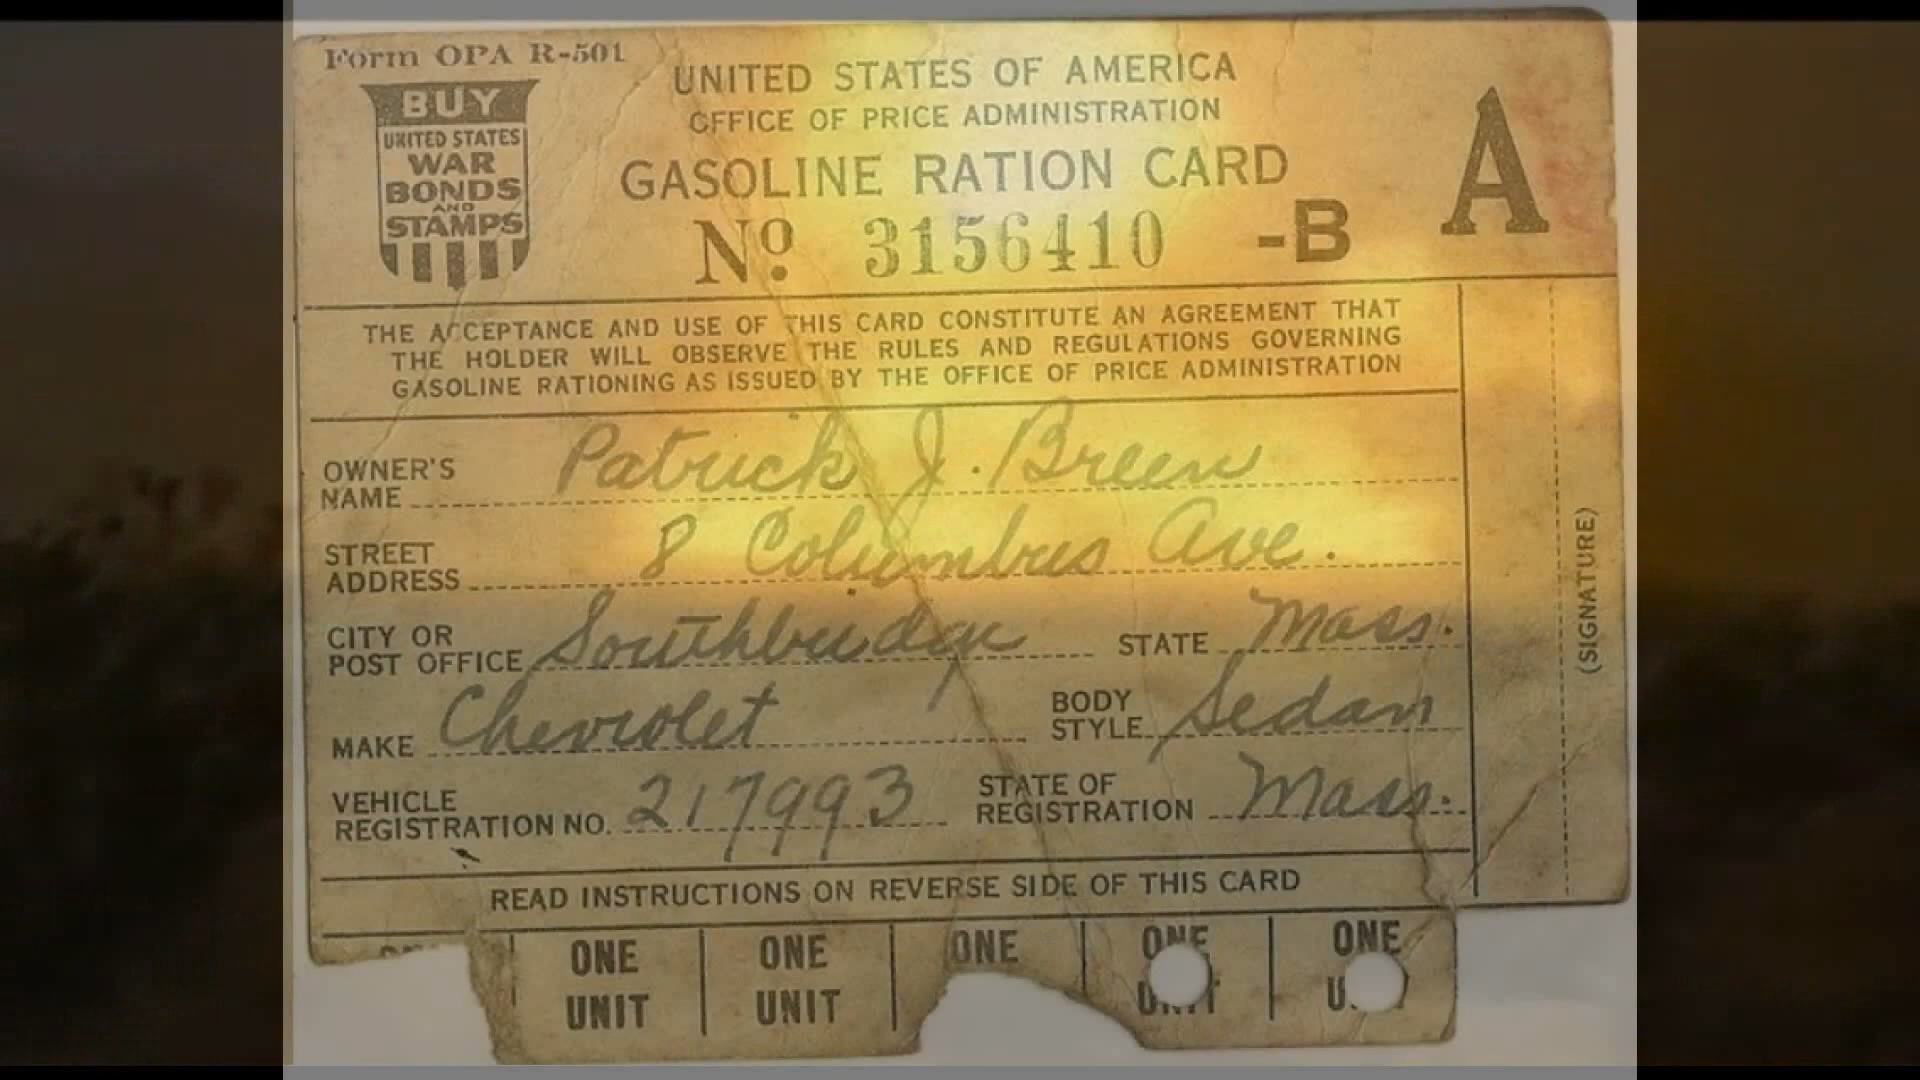 Form OPA R-501
BUY
UNITED STATES
WAR
BONDS
AND
STAMPS
UNITED STATES OF AMERICA
OFFICE OF PRICE ADMINISTRATION
GASOLINE RATION CARD
Nº 3156410 -B
A
THE ACCEPTANCE AND USE OF THIS CARD CONSTITUTE AN AGREEMENT THAT
THE HOLDER WILL OBSERVE THE RULES AND REGULATIONS GOVERNING
GASOLINE RATIONING AS ISSUED BY THE OFFICE OF PRICE ADMINISTRATION
OWNER'S NAME Patrick J. Breen
STREET ADDRESS 8 Columbus Ave.
CITY OR POST OFFICE Southbridge STATE Mass.
MAKE Chevrolet BODY STYLE Sedan
VEHICLE REGISTRATION NO. 217993 STATE OF REGISTRATION Mass.
(SIGNATURE)
READ INSTRUCTIONS ON REVERSE SIDE OF THIS CARD
ONE UNIT
ONE UNIT
ONE
ONE UNIT
ONE